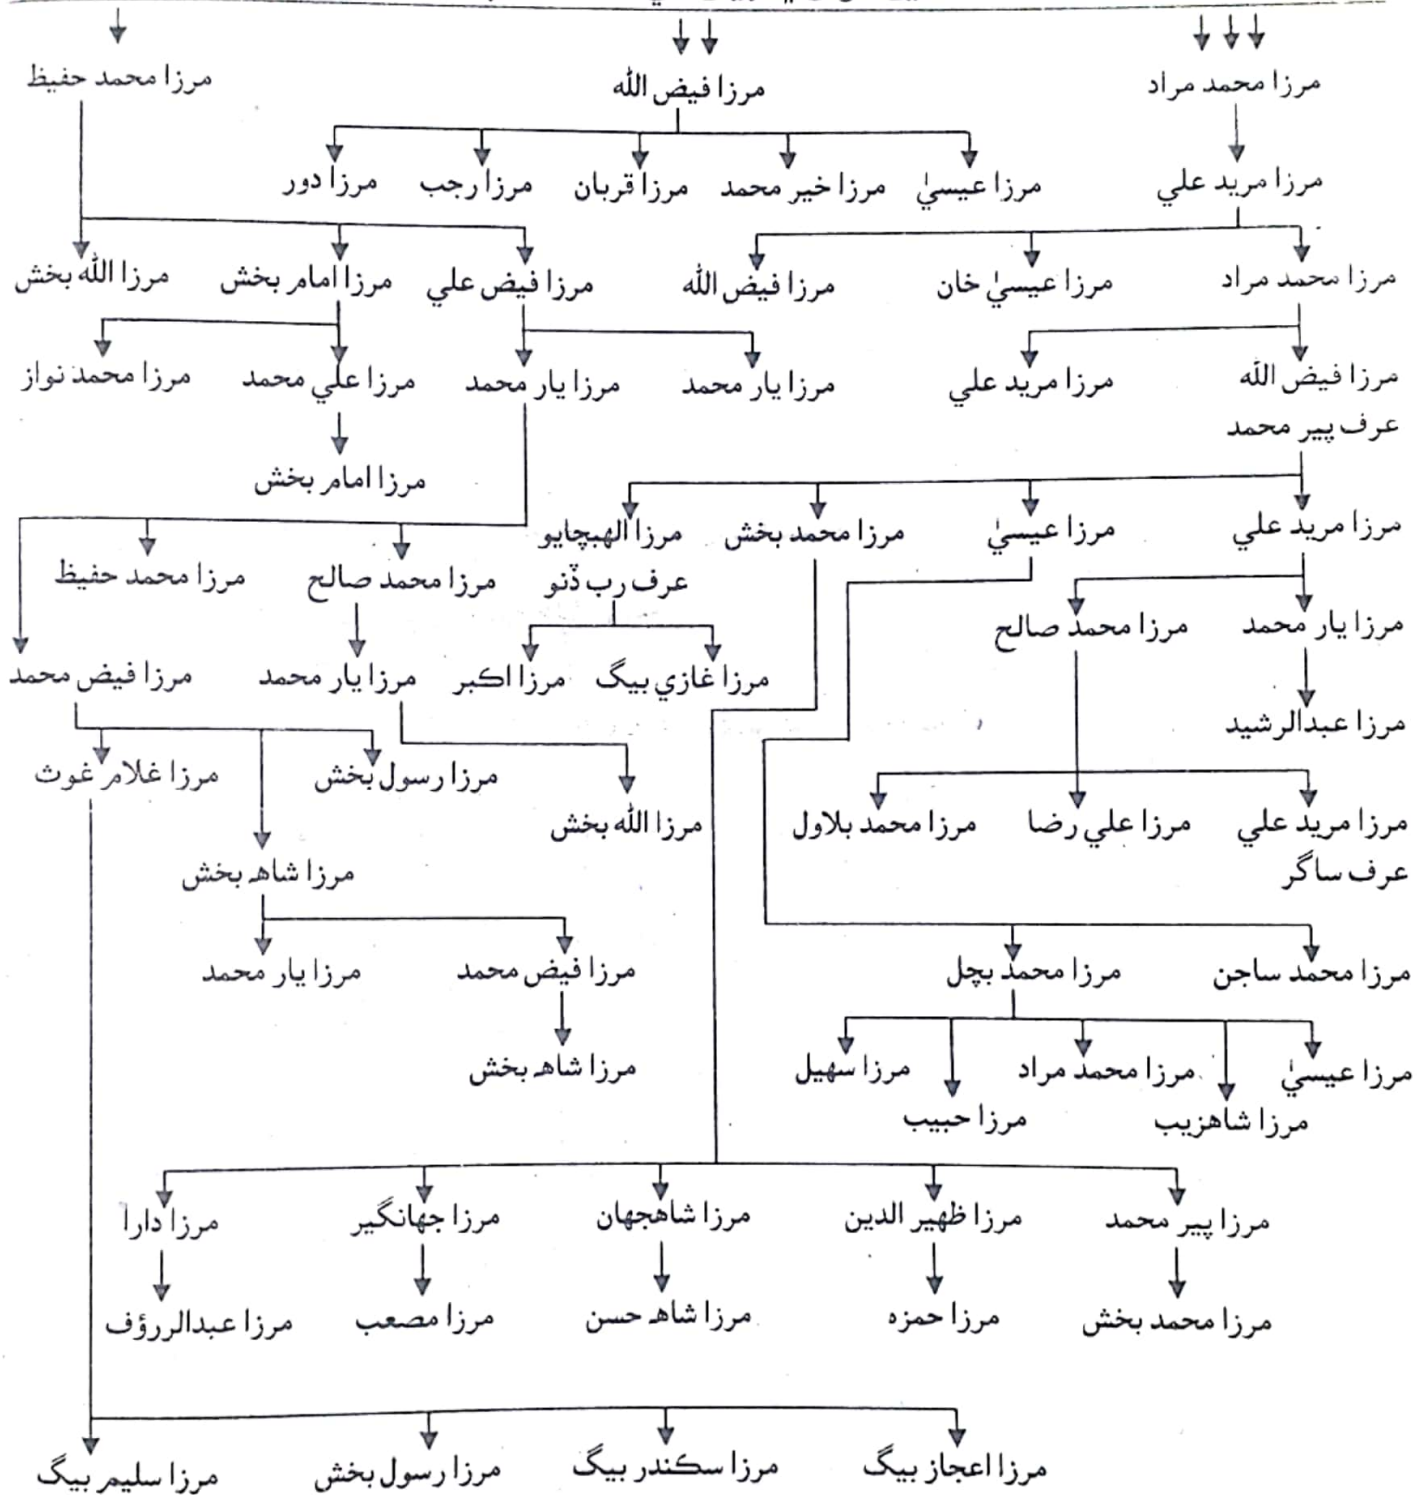 مرزا محمد مراد
مرزا فيض الله
مرزا محمد حفيظ
مرزا مريد علي
مرزا عيسيٰ
مرزا خير محمد
مرزا قربان
مرزا رجب
مرزا دور
مرزا محمد مراد
مرزا عيسيٰ خان
مرزا فيض الله
مرزا فيض علي
مرزا امام بخش
مرزا الله بخش
مرزا فيض الله
عرف پير محمد
مرزا مريد علي
مرزا يار محمد
مرزا يار محمد
مرزا علي محمد
مرزا محمد نواز
مرزا امام بخش
مرزا مريد علي
مرزا عيسيٰ
مرزا محمد بخش
مرزا الهبچايو
عرف رب ڏنو
مرزا محمد صالح
مرزا محمد حفيظ
مرزا يار محمد
مرزا محمد صالح
مرزا غازي بيگ
مرزا اڪبر
مرزا يار محمد
مرزا فيض محمد
مرزا عبدالرشيد
مرزا رسول بخش
مرزا غلام غوث
مرزا مريد علي
عرف ساگر
مرزا علي رضا
مرزا محمد بلاول
مرزا الله بخش
مرزا شاهه بخش
مرزا محمد ساجن
مرزا محمد بچل
مرزا فيض محمد
مرزا يار محمد
مرزا عيسيٰ
مرزا محمد مراد
مرزا سهيل
مرزا شاهه بخش
مرزا شاهزيب
مرزا حبيب
مرزا پير محمد
مرزا ظهير الدين
مرزا شاهجهان
مرزا جهانگير
مرزا دارا
مرزا محمد بخش
مرزا حمزه
مرزا شاهه حسن
مرزا مصعب
مرزا عبدالررؤف
مرزا اعجاز بيگ
مرزا سڪندر بيگ
مرزا رسول بخش
مرزا سليم بيگ